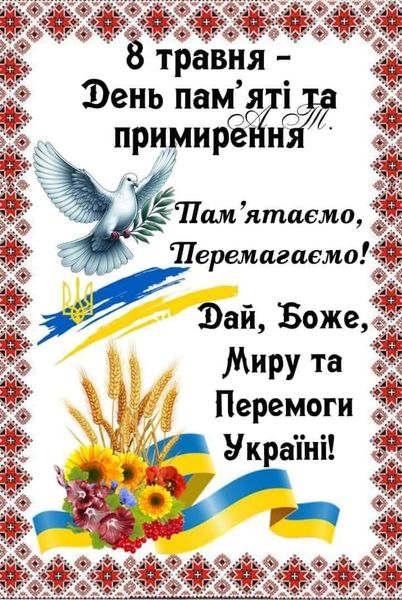 8 травня –
День пам'яті та
примирення
А. Т.
Пам'ятаємо,
Перемагаємо!
Дай, Боже,
Миру та
Перемоги
Україні!